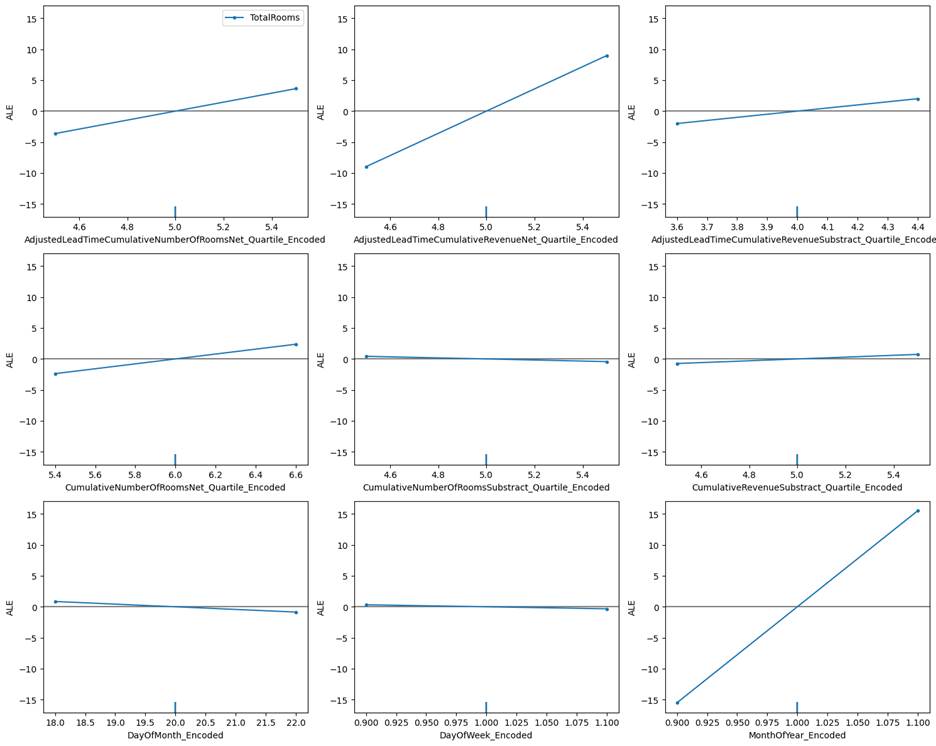 TotalRooms
15
10
5
0
−5
−10
−15
ALE
4.6 4.8 5.0 5.2 5.4
AdjustedLeadTimeCumulativeNumberOfRoomsNet_Quartile_Encoded
15
10
5
0
−5
−10
−15
ALE
4.6 4.8 5.0 5.2 5.4
AdjustedLeadTimeCumulativeRevenueNet_Quartile_Encoded
15
10
5
0
−5
−10
−15
ALE
3.6 3.7 3.8 3.9 4.0 4.1 4.2 4.3 4.4
AdjustedLeadTimeCumulativeRevenueSubstract_Quartile_Encode
15
10
5
0
−5
−10
−15
ALE
5.4 5.6 5.8 6.0 6.2 6.4 6.6
CumulativeNumberOfRoomsNet_Quartile_Encoded
15
10
5
0
−5
−10
−15
ALE
4.6 4.8 5.0 5.2 5.4
CumulativeNumberOfRoomsSubstract_Quartile_Encoded
15
10
5
0
−5
−10
−15
ALE
4.6 4.8 5.0 5.2 5.4
CumulativeRevenueSubstract_Quartile_Encoded
15
10
5
0
−5
−10
−15
ALE
18.0 18.5 19.0 19.5 20.0 20.5 21.0 21.5 22.0
DayOfMonth_Encoded
15
10
5
0
−5
−10
−15
ALE
0.900 0.925 0.950 0.975 1.000 1.025 1.050 1.075 1.100
DayOfWeek_Encoded
15
10
5
0
−5
−10
−15
ALE
0.900 0.925 0.950 0.975 1.000 1.025 1.050 1.075 1.100
MonthOfYear_Encoded